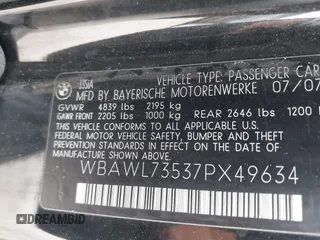 335iA
VEHICLE TYPE: PASSENGER CAR
MFD BY BAYERISCHE MOTORENWERKE 07/07
GVWR 4839 lbs 2195 kg
GAWR FRONT 2205 lbs 1000 kg REAR 2646 lbs 1200
THIS VEHICLE CONFORMS TO ALL APPLICABLE
FEDERAL MOTOR VEHICLE SAFETY, BUMPER AND THEFT
PREVENTION STANDARDS IN EFFECT ON THE DATE OF
MANUFACTURE SHOWN ABOVE.
WBAWL73537PX49634